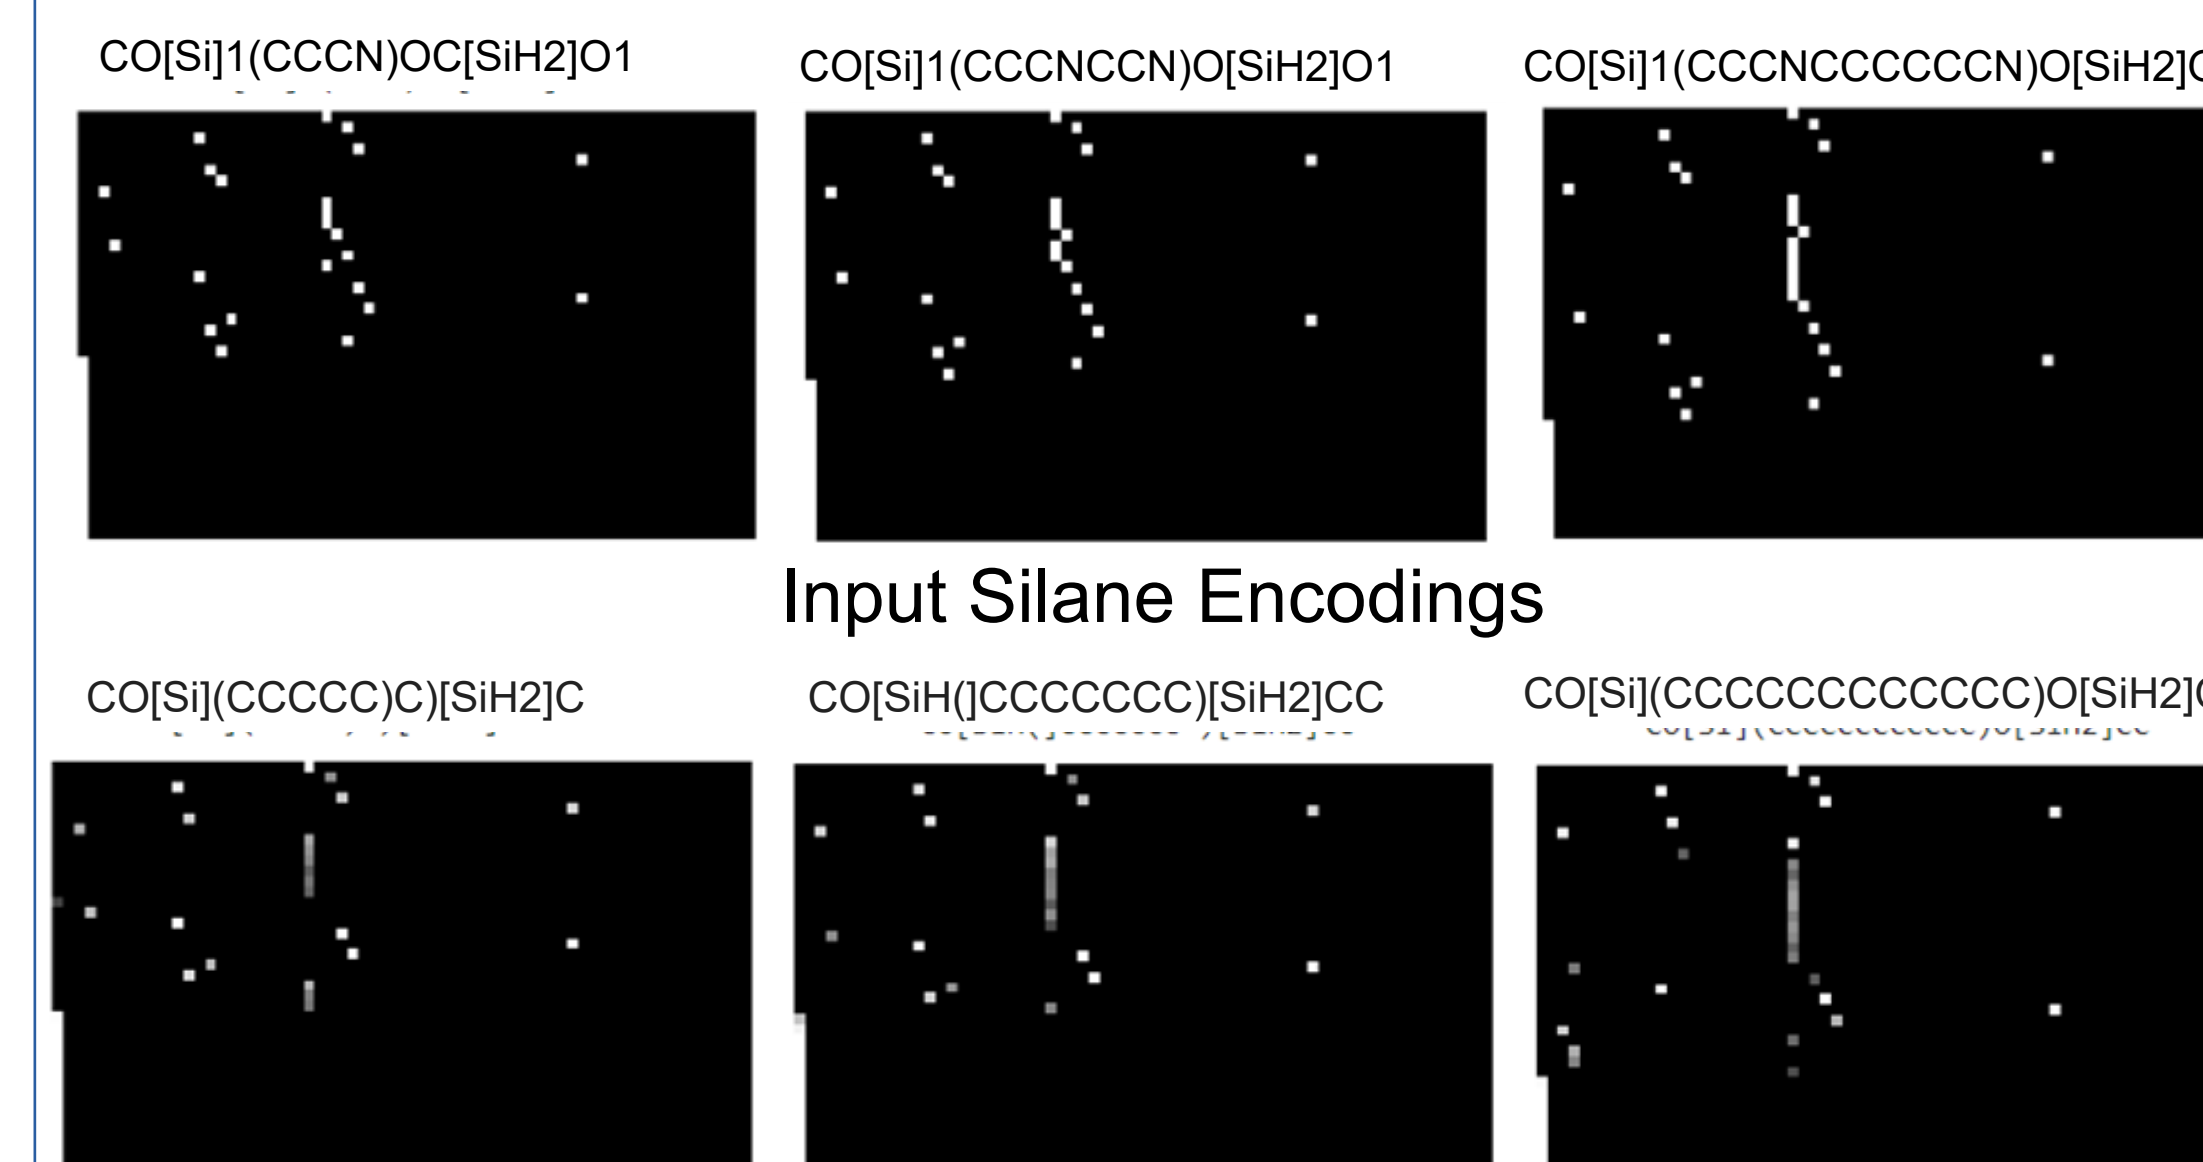 CO[Si]1(CCCN)OC[SiH2]O1
CO[Si]1(CCCNCCN)O[SiH2]O1
CO[Si]1(CCCNCCCCCCN)O[SiH2]
Input Silane Encodings
CO[Si](CCCCC)C)[SiH2]C
CO[SiH(]CCCCCCC)[SiH2]CC
CO[Si](CCCCCCCCCCCC)O[SiH2]